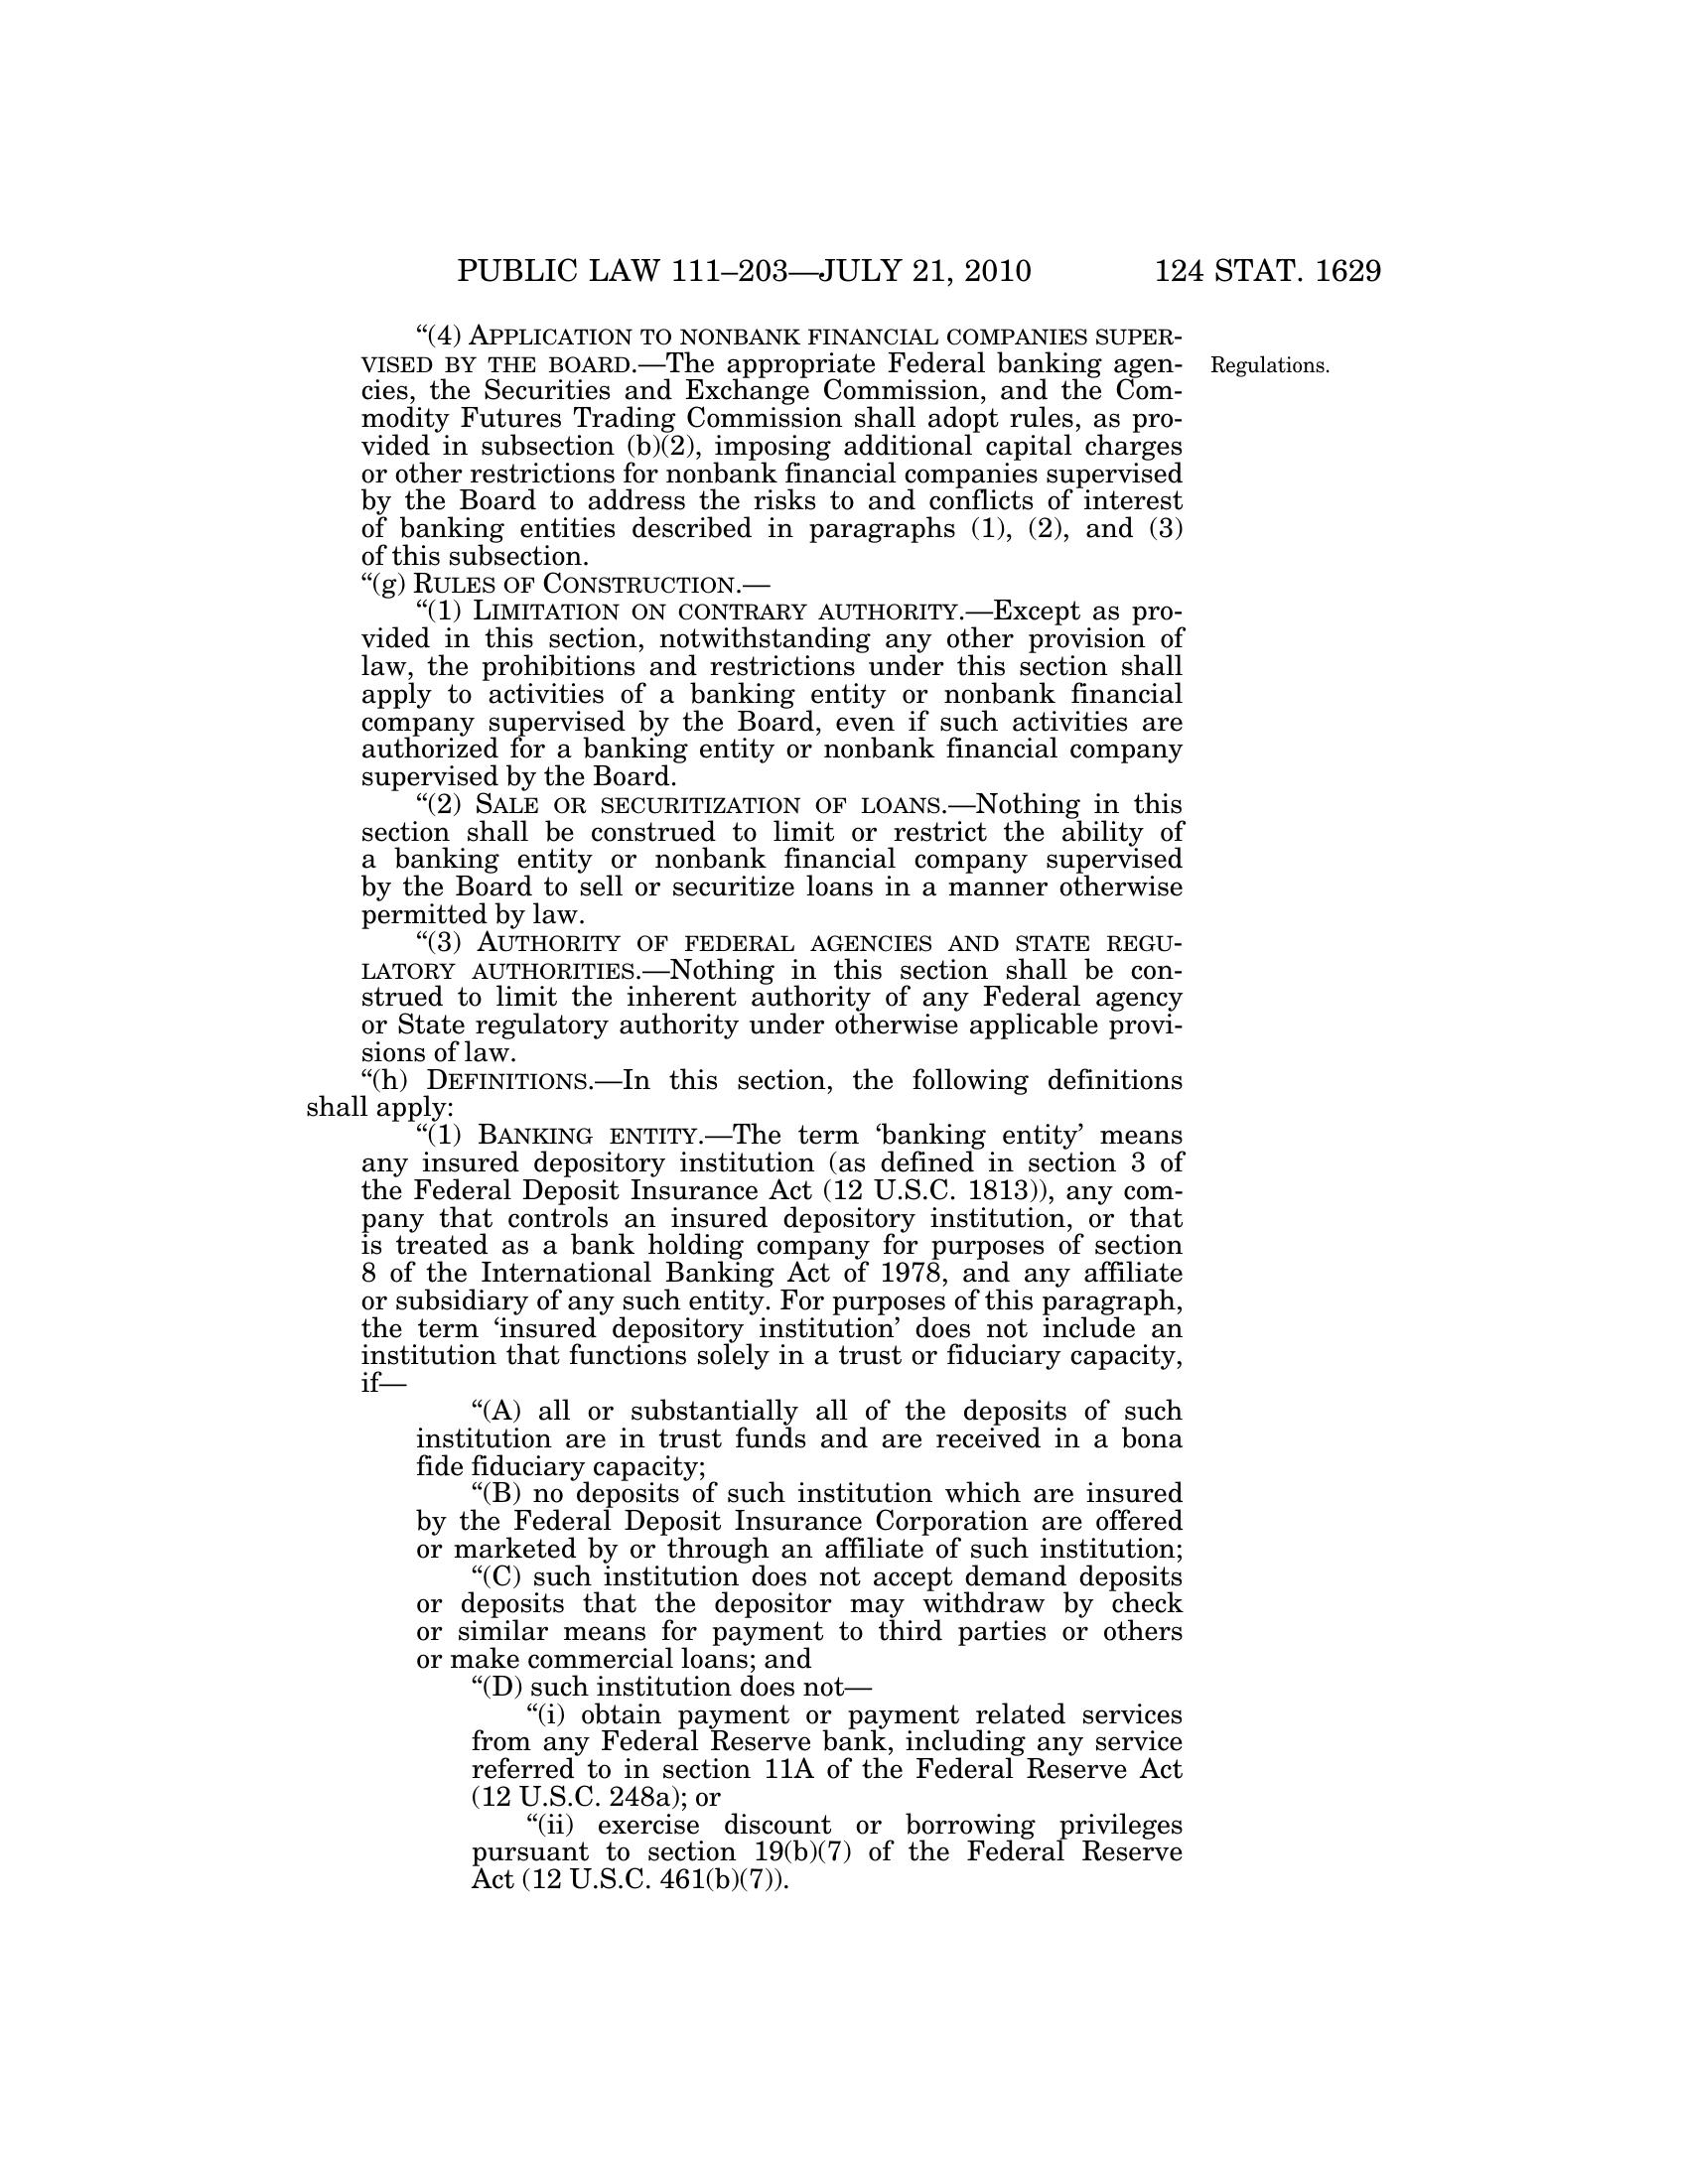 PUBLIC LAW 111–203—JULY 21, 2010 124 STAT. 1629
“(4) APPLICATION TO NONBANK FINANCIAL COMPANIES SUPER-
VISED BY THE BOARD.—The appropriate Federal banking agen-
Regulations.
cies, the Securities and Exchange Commission, and the Com-
modity Futures Trading Commission shall adopt rules, as pro-
vided in subsection (b)(2), imposing additional capital charges
or other restrictions for nonbank financial companies supervised
by the Board to address the risks to and conflicts of interest
of banking entities described in paragraphs (1), (2), and (3)
of this subsection.
“(g) RULES OF CONSTRUCTION.—
“(1) LIMITATION ON CONTRARY AUTHORITY.—Except as pro-
vided in this section, notwithstanding any other provision of
law, the prohibitions and restrictions under this section shall
apply to activities of a banking entity or nonbank financial
company supervised by the Board, even if such activities are
authorized for a banking entity or nonbank financial company
supervised by the Board.
“(2) SALE OR SECURITIZATION OF LOANS.—Nothing in this
section shall be construed to limit or restrict the ability of
a banking entity or nonbank financial company supervised
by the Board to sell or securitize loans in a manner otherwise
permitted by law.
“(3) AUTHORITY OF FEDERAL AGENCIES AND STATE REGU-
LATORY AUTHORITIES.—Nothing in this section shall be con-
strued to limit the inherent authority of any Federal agency
or State regulatory authority under otherwise applicable provi-
sions of law.
“(h) DEFINITIONS.—In this section, the following definitions
shall apply:
“(1) BANKING ENTITY.—The term ‘banking entity’ means
any insured depository institution (as defined in section 3 of
the Federal Deposit Insurance Act (12 U.S.C. 1813)), any com-
pany that controls an insured depository institution, or that
is treated as a bank holding company for purposes of section
8 of the International Banking Act of 1978, and any affiliate
or subsidiary of any such entity. For purposes of this paragraph,
the term ‘insured depository institution’ does not include an
institution that functions solely in a trust or fiduciary capacity,
if—
“(A) all or substantially all of the deposits of such
institution are in trust funds and are received in a bona
fide fiduciary capacity;
“(B) no deposits of such institution which are insured
by the Federal Deposit Insurance Corporation are offered
or marketed by or through an affiliate of such institution;
“(C) such institution does not accept demand deposits
or deposits that the depositor may withdraw by check
or similar means for payment to third parties or others
or make commercial loans; and
“(D) such institution does not—
“(i) obtain payment or payment related services
from any Federal Reserve bank, including any service
referred to in section 11A of the Federal Reserve Act
(12 U.S.C. 248a); or
“(ii) exercise discount or borrowing privileges
pursuant to section 19(b)(7) of the Federal Reserve
Act (12 U.S.C. 461(b)(7)).